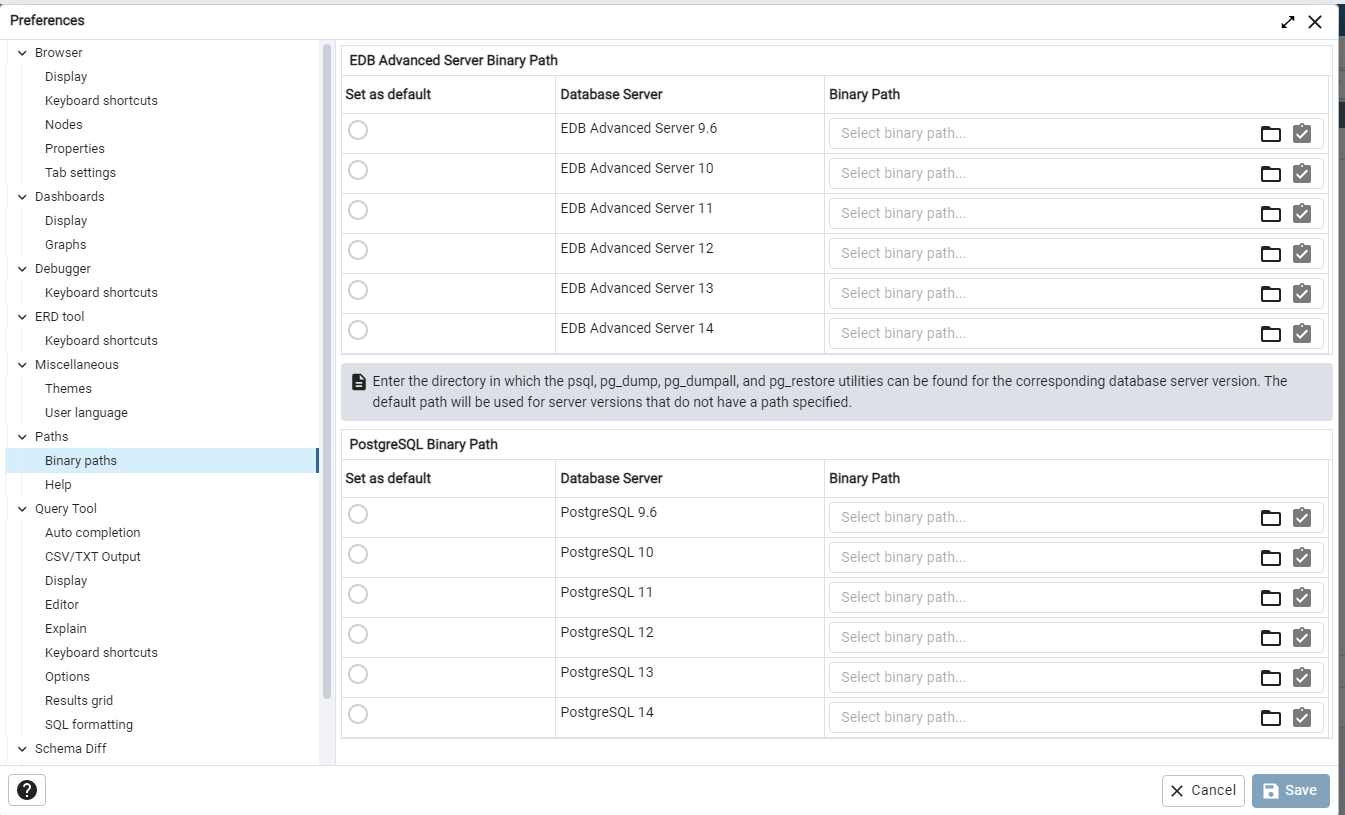 Preferences
Browser
Display
Keyboard shortcuts
Nodes
Properties
Tab settings
Dashboards
Display
Graphs
Debugger
Keyboard shortcuts
ERD tool
Keyboard shortcuts
Miscellaneous
Themes
User language
Paths
Binary paths
Help
Query Tool
Auto completion
CSV/TXT Output
Display
Editor
Explain
Keyboard shortcuts
Options
Results grid
SQL formatting
Schema Diff
EDB Advanced Server Binary Path
Set as default Database Server Binary Path
EDB Advanced Server 9.6 Select binary path...
EDB Advanced Server 10 Select binary path...
EDB Advanced Server 11 Select binary path...
EDB Advanced Server 12 Select binary path...
EDB Advanced Server 13 Select binary path...
EDB Advanced Server 14 Select binary path...
Enter the directory in which the psql, pg_dump, pg_dumpall, and pg_restore utilities can be found for the corresponding database server version. The
default path will be used for server versions that do not have a path specified.
PostgreSQL Binary Path
Set as default Database Server Binary Path
PostgreSQL 9.6 Select binary path...
PostgreSQL 10 Select binary path...
PostgreSQL 11 Select binary path...
PostgreSQL 12 Select binary path...
PostgreSQL 13 Select binary path...
PostgreSQL 14 Select binary path...
Cancel Save